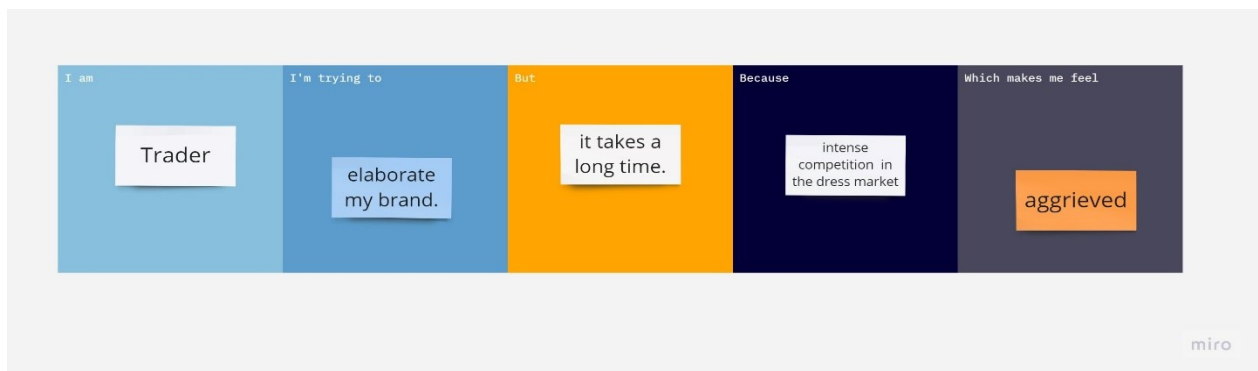 I am
Trader
I'm trying to
elaborate
my brand.
But
it takes a
long time.
Because
intense
competition in
the dress market
Which makes me feel
aggrieved
miro